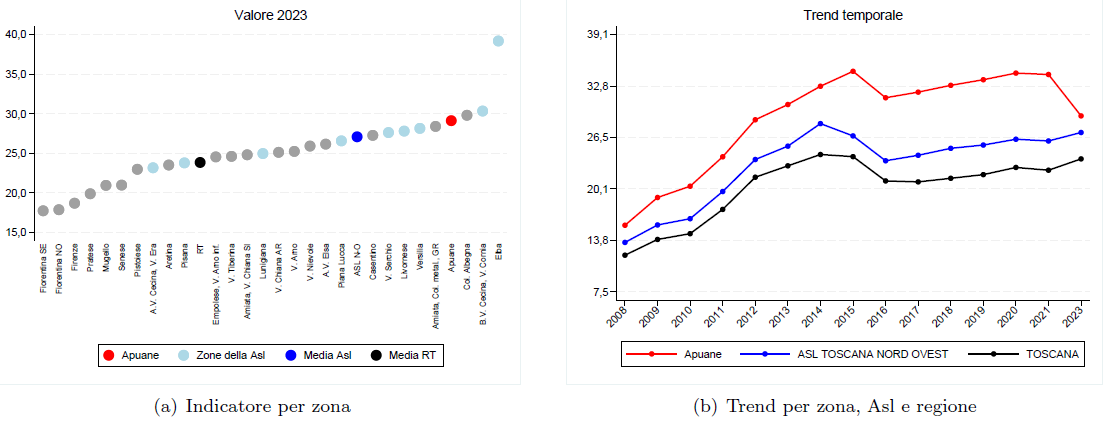 Valore 2023
40,0
35,0
30,0
25,0
20,0
15,0
Fiorentina SE
Fiorentina NO
Firenze
Pratese
Mugello
Senese
Pistoiese
A.V. Cecina, V. Era
Aretina
Pisana
RT
Empolese, V. Arno Inf.
V. Tiberina
Amiata, V. Chiana SI
Lunigiana
V. Chiana AR
V. Arno
V. Nievole
A.V. Elsa
Piana Lucca
ASL N-O
Casentino
V. Serchio
Livornese
Versilia
Amiata, Col. metal., GR
Apuane
Col. Albegna
B.V. Cecina, V. Cornia
Elba
Apuane Zone della Asl Media Asl Media RT
(a) Indicatore per zona
Trend temporale
39,1
32,8
26,5
20,1
13,8
7,5
2008 2009 2010 2011 2012 2013 2014 2015 2016 2017 2018 2019 2020 2021 2023
Apuane ASL TOSCANA NORD OVEST TOSCANA
(b) Trend per zona, Asl e regione